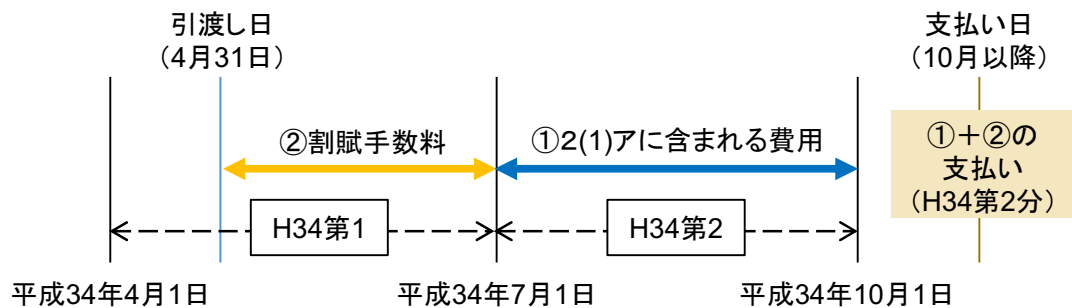 引渡し日
（4月31日）
支払い日
（10月以降）
②割賦手数料
①2(1)アに含まれる費用
①＋②の
支払い
（H34第2分）
H34第1
H34第2
平成34年4月1日
平成34年7月1日
平成34年10月1日